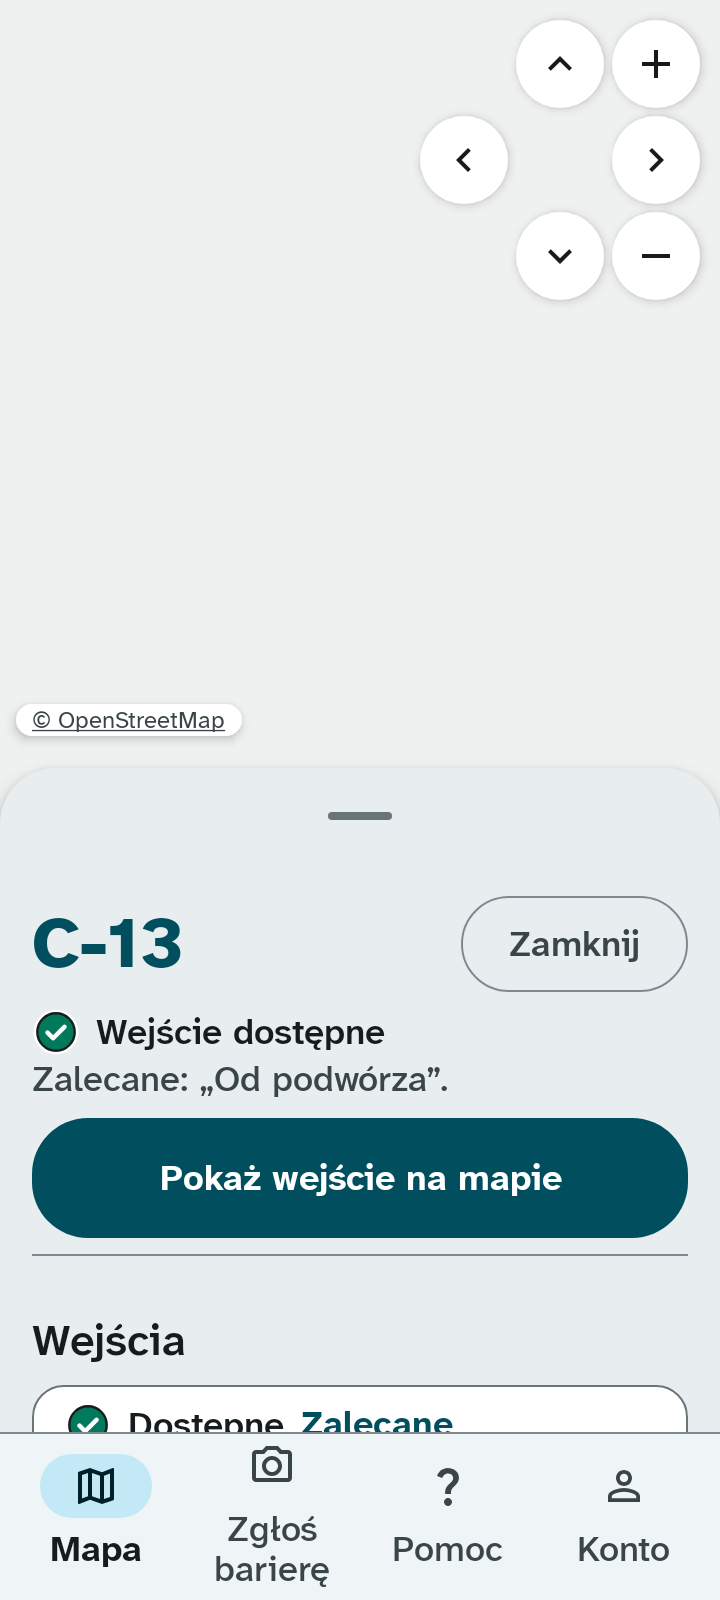 © OpenStreetMap
C-13
Zamknij
Wejście dostępne
Zalecane: „Od podwórza”.
Pokaż wejście na mapie
Wejścia
Dostępne Zalecane
Mapa
Zgłoś
barierę
Pomoc
Konto